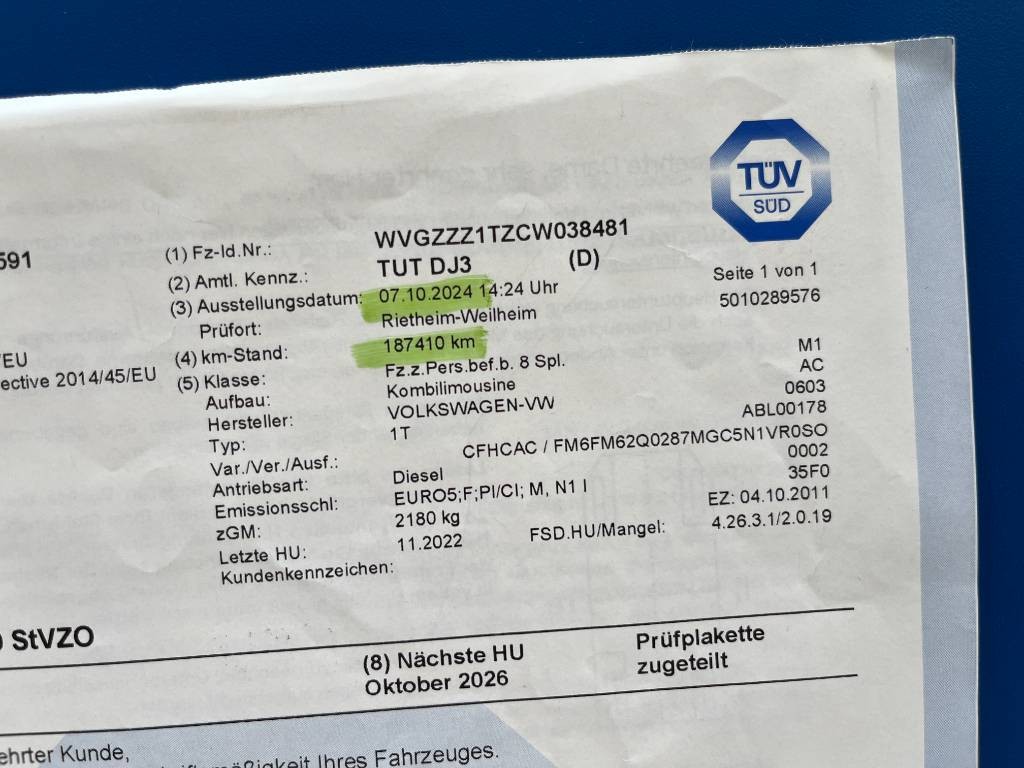 TÜV
SÜD
591
(1) Fz-Id.Nr.: WVGZZZ1TZCW038481
(2) Amtl. Kennz.: TUT DJ3 (D)
(3) Ausstellungsdatum: 07.10.2024 14:24 Uhr Seite 1 von 1
Prüfort: Rietheim-Weilheim 5010289576
(4) km-Stand: 187410 km
/EU
ective 2014/45/EU
(5) Klasse: Fz.z.Pers.bef.b. 8 Spl. M1
Aufbau: Kombilimousine AC
Hersteller: VOLKSWAGEN-VW 0603
Typ: 1T ABL00178
Var./Ver./Ausf.: CFHCAC / FM6FM62Q0287MGC5N1VR0SO
Antriebsart: Diesel 0002
Emissionsschl: EURO5;F;PI/CI; M, N1 I 35F0
zGM: 2180 kg EZ: 04.10.2011
Letzte HU: 11.2022 FSD.HU/Mangel: 4.26.3.1/2.0.19
Kundenkennzeichen:
) StVZO
(8) Nächste HU Prüfplakette
Oktober 2026 zugeteilt
ehrter Kunde,
mäßigkeit Ihres Fahrzeuges.